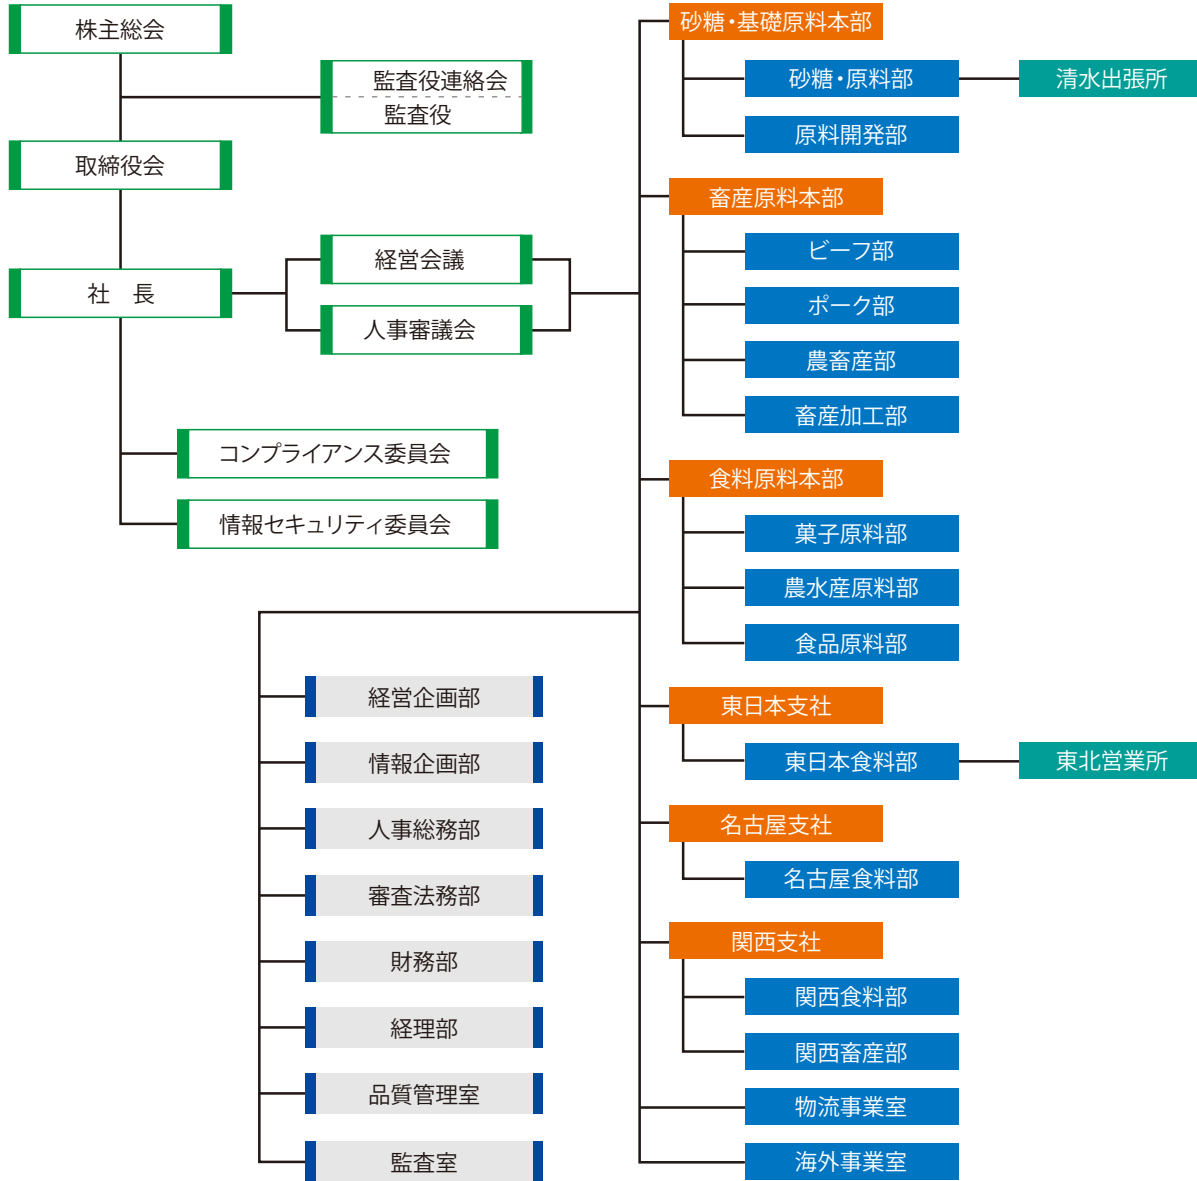 株主総会
監査役連絡会
監査役
取締役会
社　長
経営会議
人事審議会
コンプライアンス委員会
情報セキュリティ委員会
経営企画部
情報企画部
人事総務部
審査法務部
財務部
経理部
品質管理室
監査室
砂糖・基礎原料本部
砂糖・原料部
清水出張所
原料開発部
畜産原料本部
ビーフ部
ポーク部
農畜産部
畜産加工部
食料原料本部
菓子原料部
農水産原料部
食品原料部
東日本支社
東日本食料部
東北営業所
名古屋支社
名古屋食料部
関西支社
関西食料部
関西畜産部
物流事業室
海外事業室